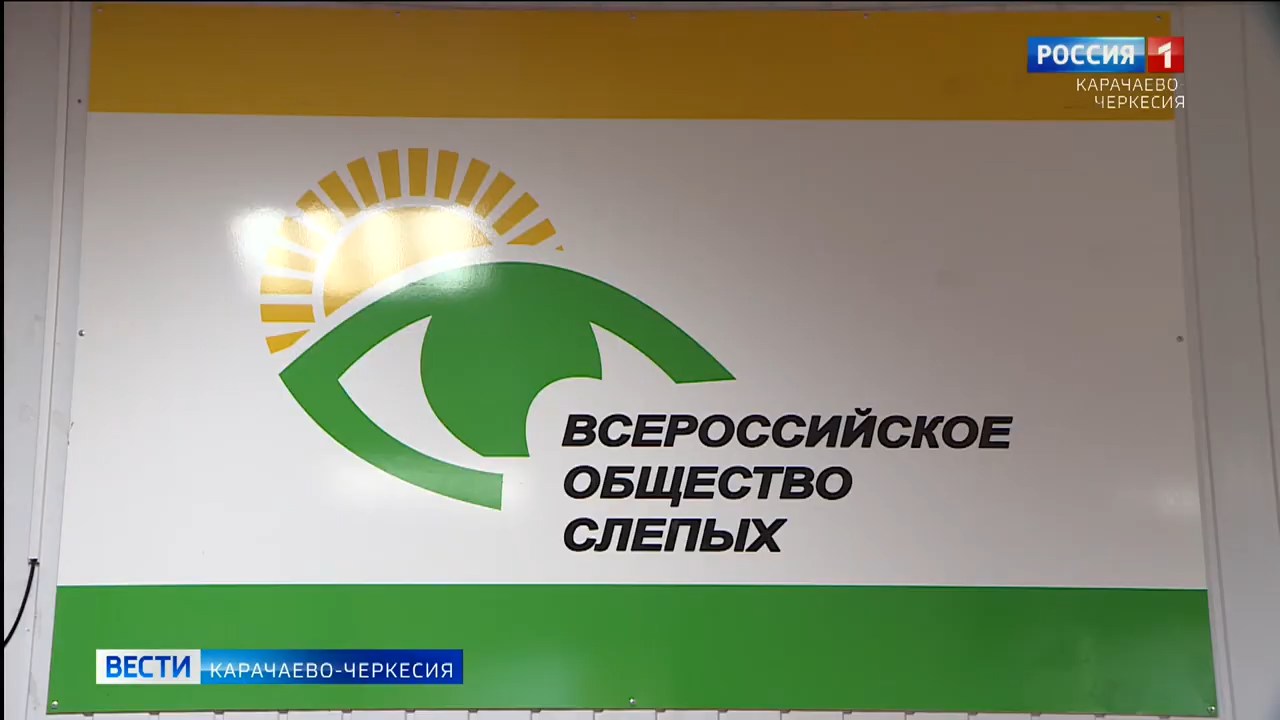 РОССИЯ 1
КАРАЧАЕВО
ЧЕРКЕСИЯ
ВСЕРОССИЙСКОЕ
ОБЩЕСТВО
СЛЕПЫХ
ВЕСТИ КАРАЧАЕВО-ЧЕРКЕСИЯ